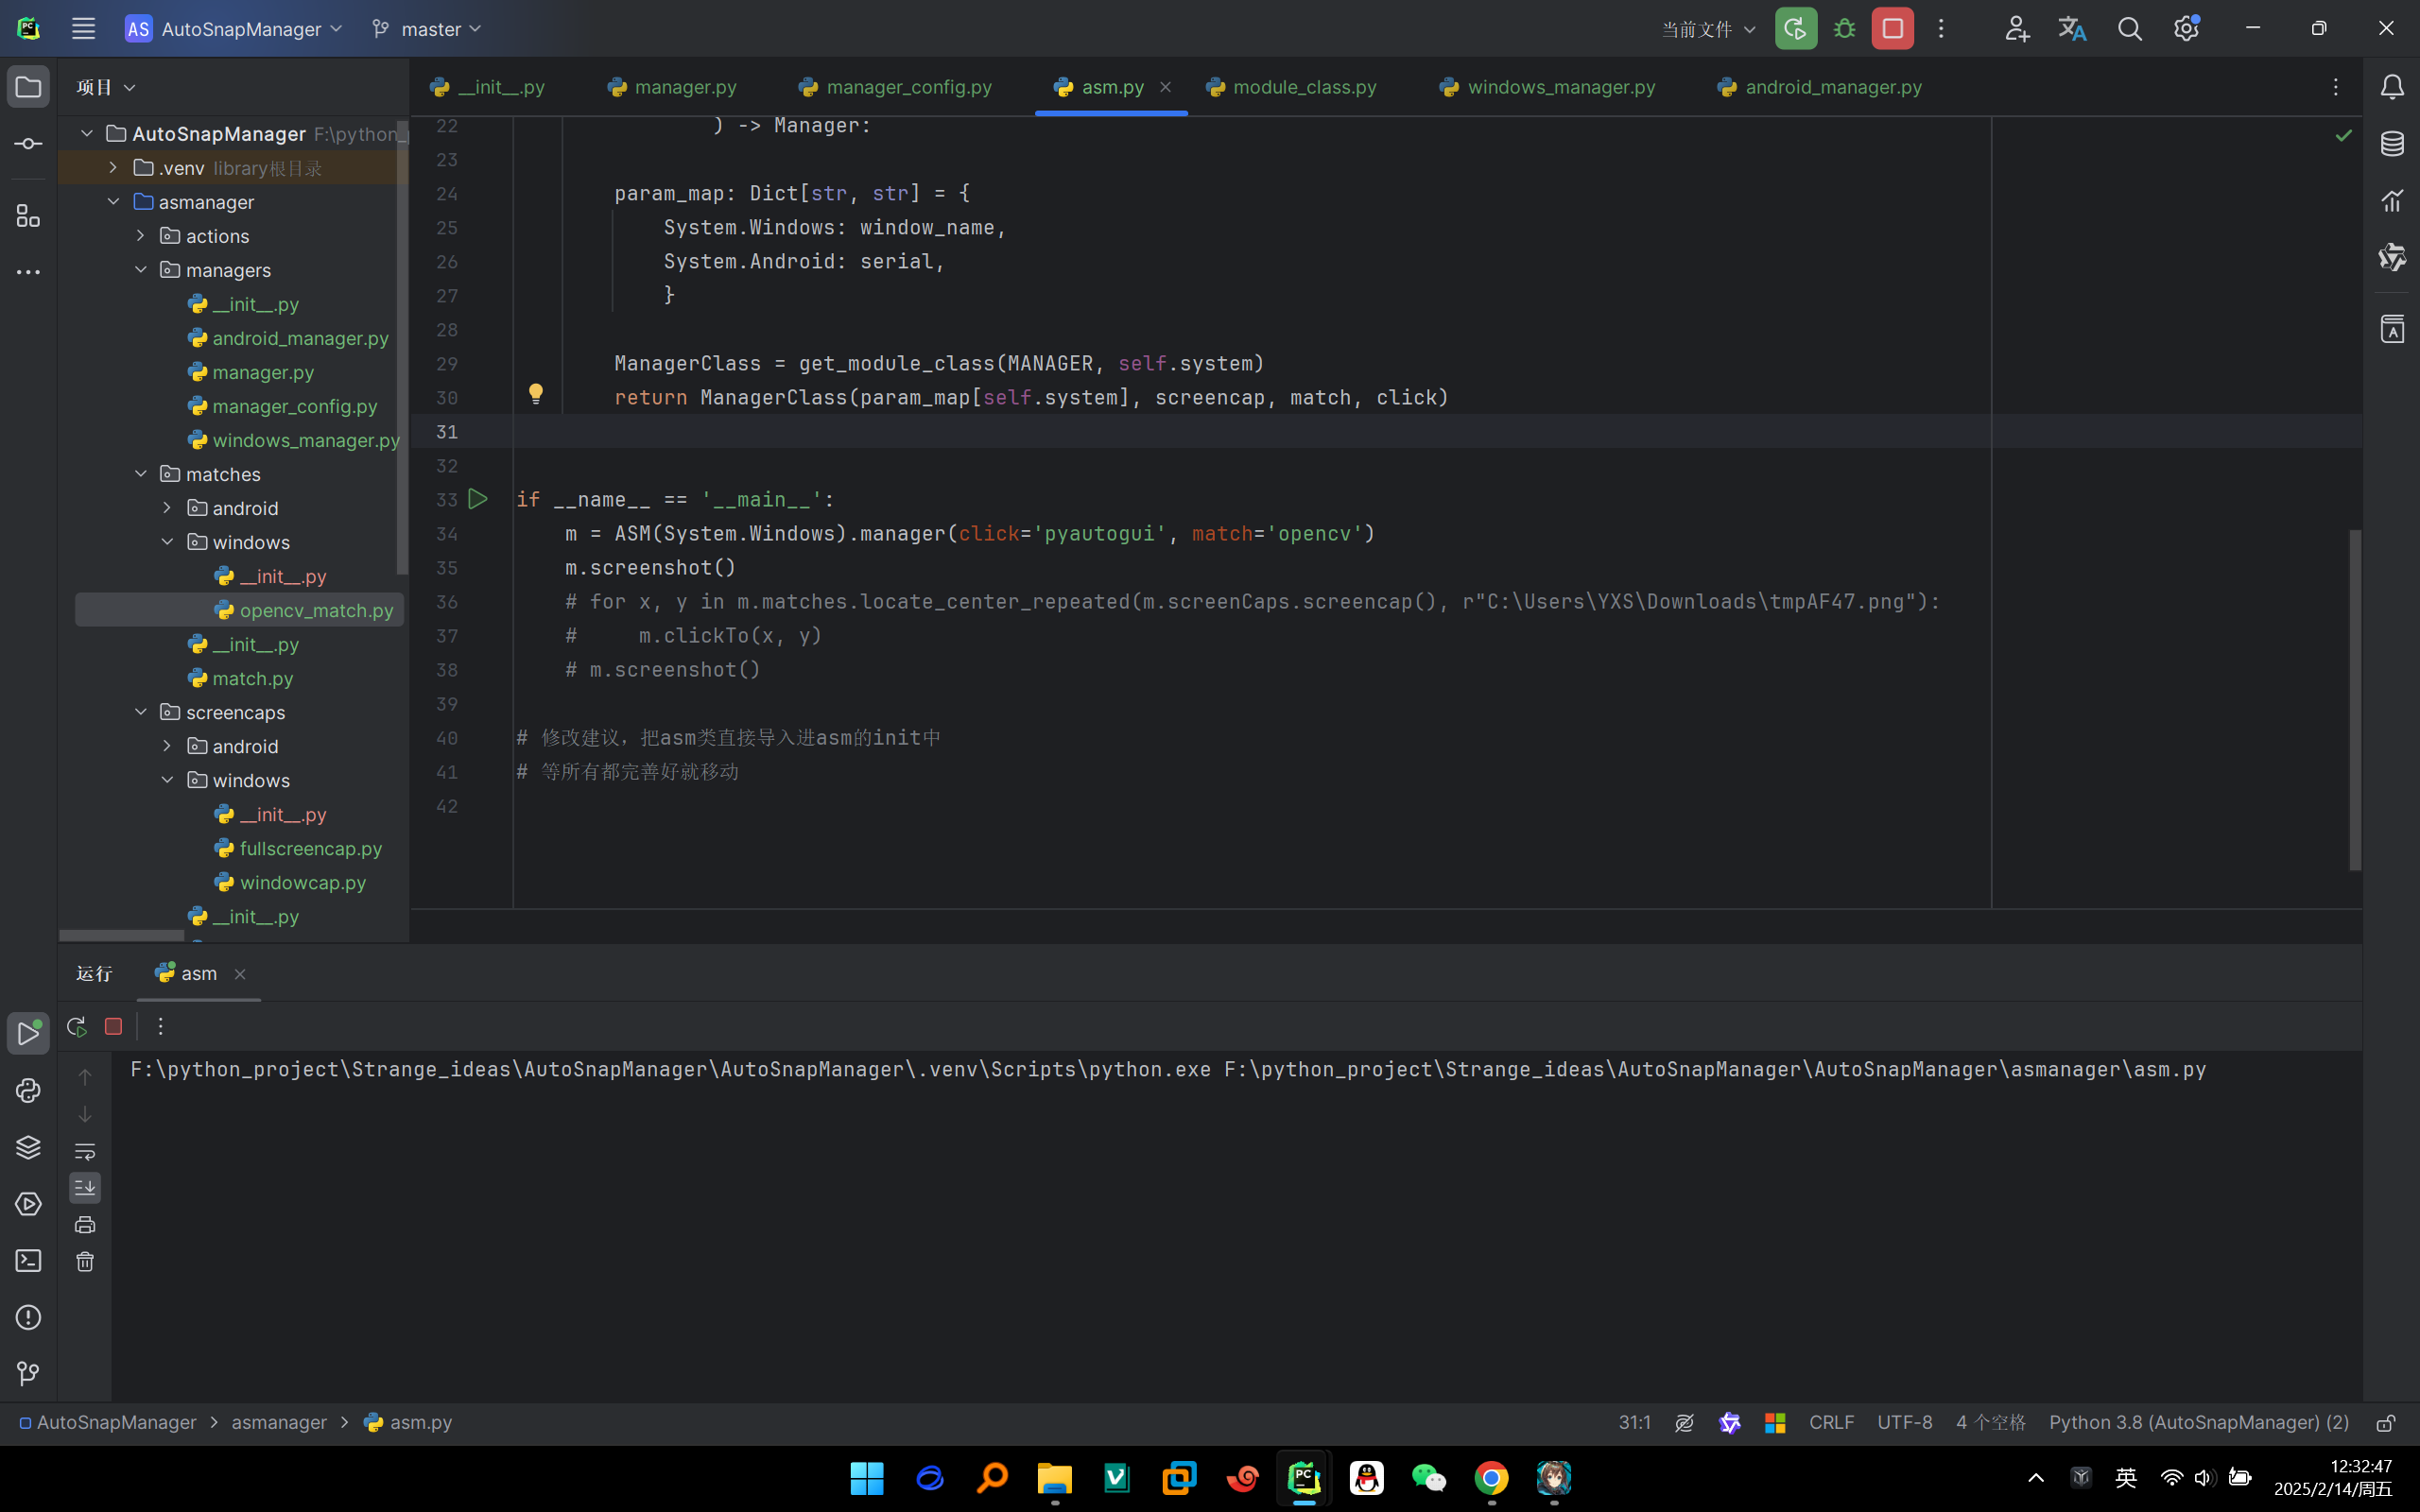 AS AutoSnapManager
master
当前文件
项目
__init__.py
manager.py
manager_config.py
asm.py
module_class.py
windows_manager.py
android_manager.py
AutoSnapManager F:\python_
.venv library根目录
asmanager
actions
managers
__init__.py
android_manager.py
manager.py
manager_config.py
windows_manager.py
matches
android
windows
__init__.py
opencv_match.py
__init__.py
match.py
screencaps
android
windows
__init__.py
fullscreencap.py
windowcap.py
__init__.py
22 ) -> Manager:
23
24 param_map: Dict[str, str] = {
25 System.Windows: window_name,
26 System.Android: serial,
27 }
28
29 ManagerClass = get_module_class(MANAGER, self.system)
30 return ManagerClass(param_map[self.system], screencap, match, click)
31
32
33 if __name__ == '__main__':
34 m = ASM(System.Windows).manager(click='pyautogui', match='opencv')
35 m.screenshot()
36 # for x, y in m.matches.locate_center_repeated(m.screenCaps.screencap(), r"C:\Users\YXS\Downloads\tmpAF47.png"):
37 # m.clickTo(x, y)
38 # m.screenshot()
39
40 # 修改建议，把asm类直接导入进asm的init中
41 # 等所有都完善好就移动
42
运行
asm
F:\python_project\Strange_ideas\AutoSnapManager\AutoSnapManager\.venv\Scripts\python.exe F:\python_project\Strange_ideas\AutoSnapManager\AutoSnapManager\asmanager\asm.py
AutoSnapManager > asmanager > asm.py
31:1
CRLF
UTF-8
4 个空格
Python 3.8 (AutoSnapManager) (2)
英
12:32:47
2025/2/14/周五